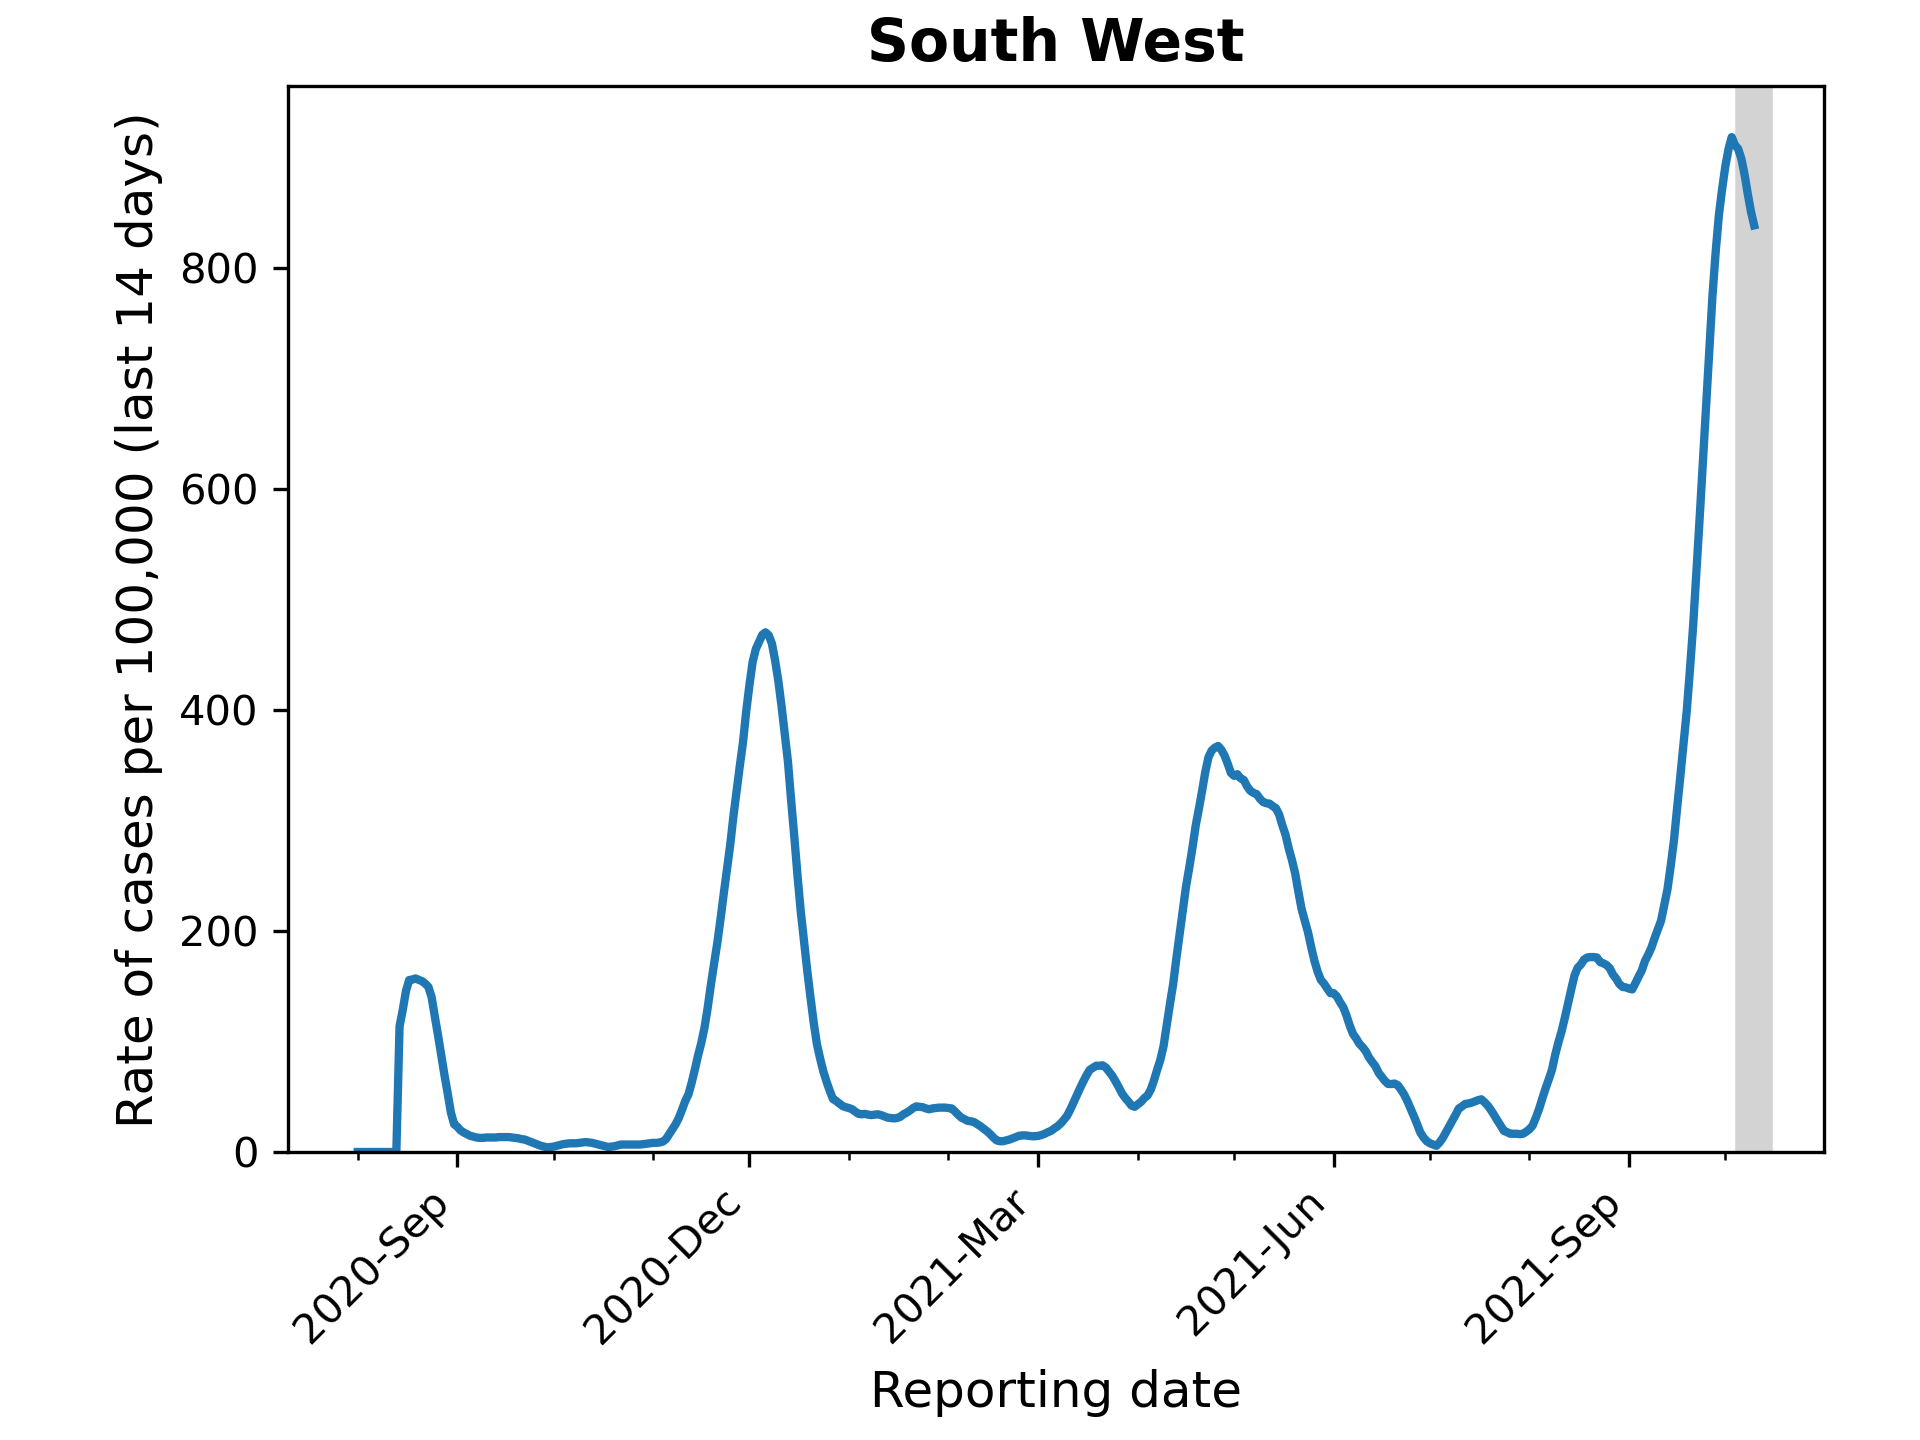 South West
Rate of cases per 100,000 (last 14 days)
800
600
400
200
0
2020-Sep
2020-Dec
2021-Mar
2021-Jun
2021-Sep
Reporting date